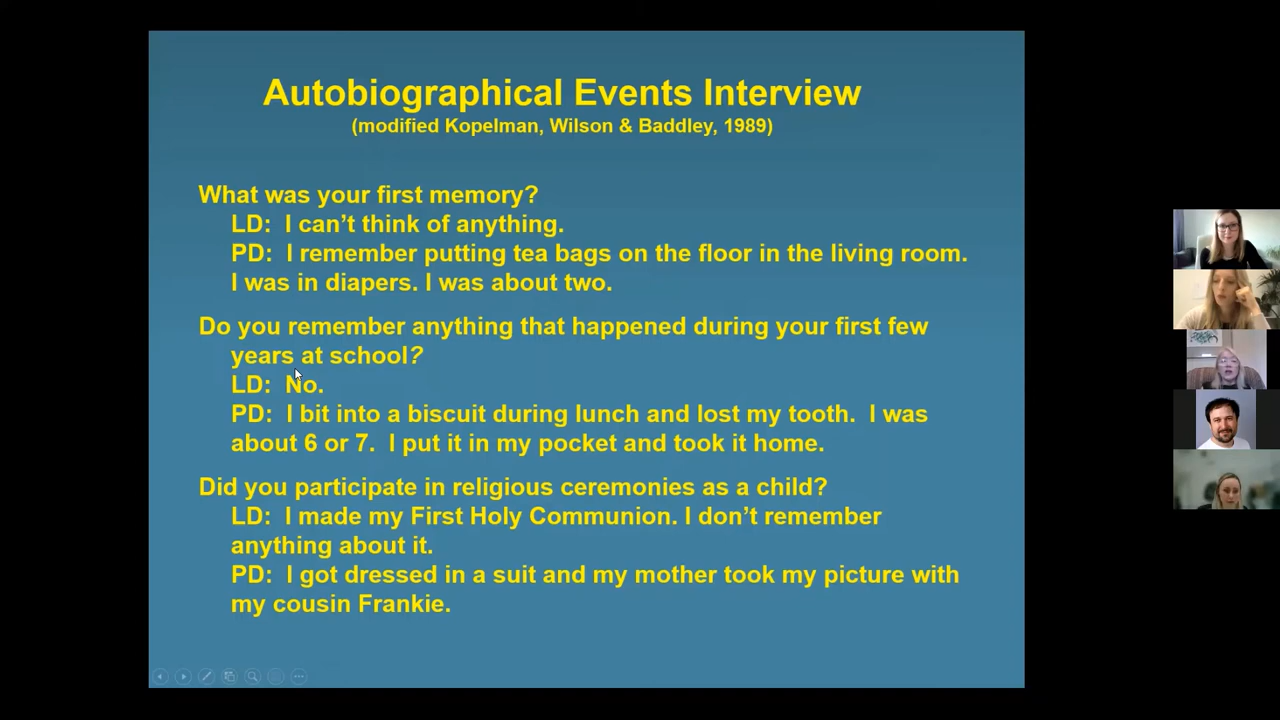 Autobiographical Events Interview
(modified Kopelman, Wilson & Baddley, 1989)
What was your first memory?
LD: I can’t think of anything.
PD: I remember putting tea bags on the floor in the living room.
I was in diapers. I was about two.
Do you remember anything that happened during your first few
years at school?
LD: No.
PD: I bit into a biscuit during lunch and lost my tooth. I was
about 6 or 7. I put it in my pocket and took it home.
Did you participate in religious ceremonies as a child?
LD: I made my First Holy Communion. I don’t remember
anything about it.
PD: I got dressed in a suit and my mother took my picture with
my cousin Frankie.